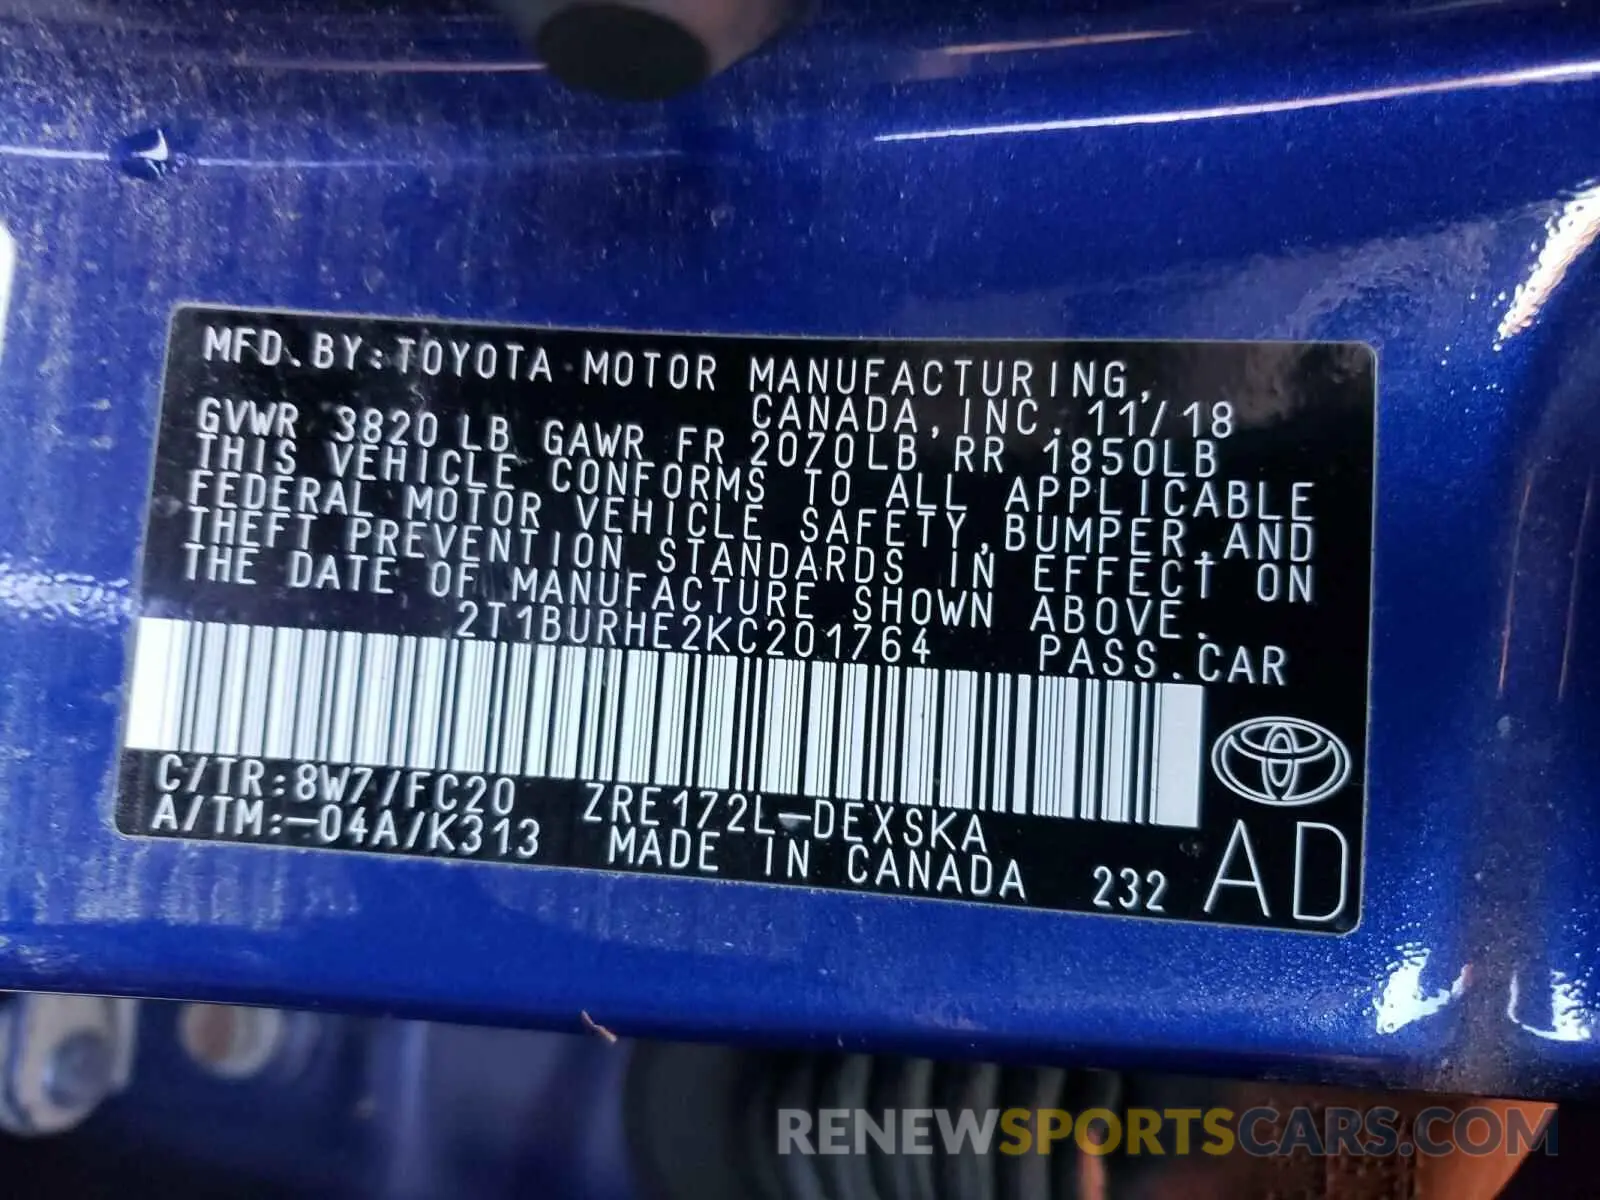 MFD.BY:TOYOTA MOTOR MANUFACTURING,
CANADA,INC. 11/18
GVWR 3820LB GAWR FR 2070LB RR 1850LB
THIS VEHICLE CONFORMS TO ALL APPLICABLE
FEDERAL MOTOR VEHICLE SAFETY,BUMPER,AND
THEFT PREVENTION STANDARDS IN EFFECT ON
THE DATE OF MANUFACTURE SHOWN ABOVE.
2T1BURHE2KC201764 PASS.CAR
C/TR:8W7/FC20 ZRE172L-DEXSKA
A/TM:-04A/K313 MADE IN CANADA 232 AD
RENEWSPORTSCARS.COM